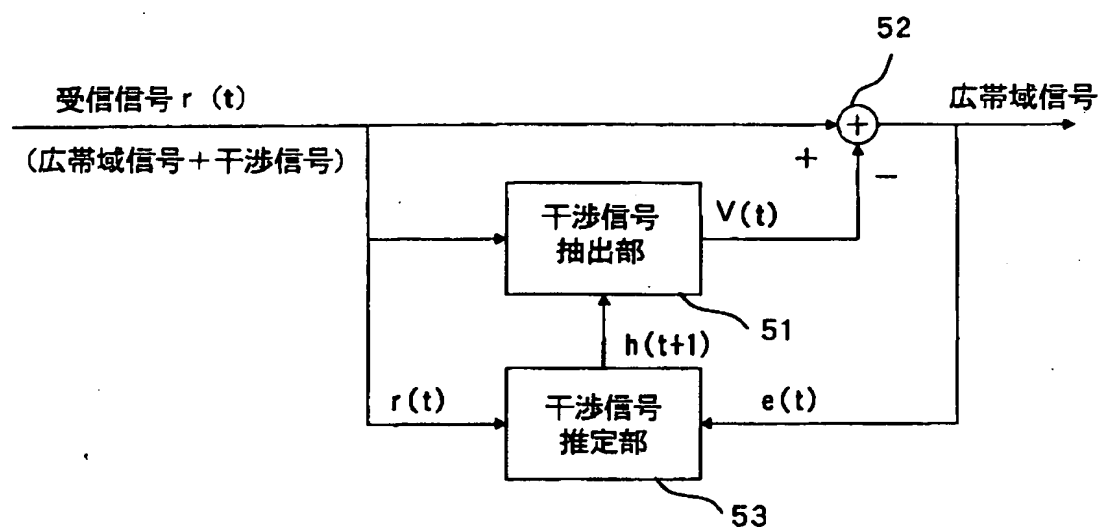 52
受信信号 r (t)
広帯域信号
(広帯域信号+干渉信号)
+
+
−
干渉信号
抽出部
V(t)
51
h(t+1)
r(t)
干渉信号
推定部
e(t)
53